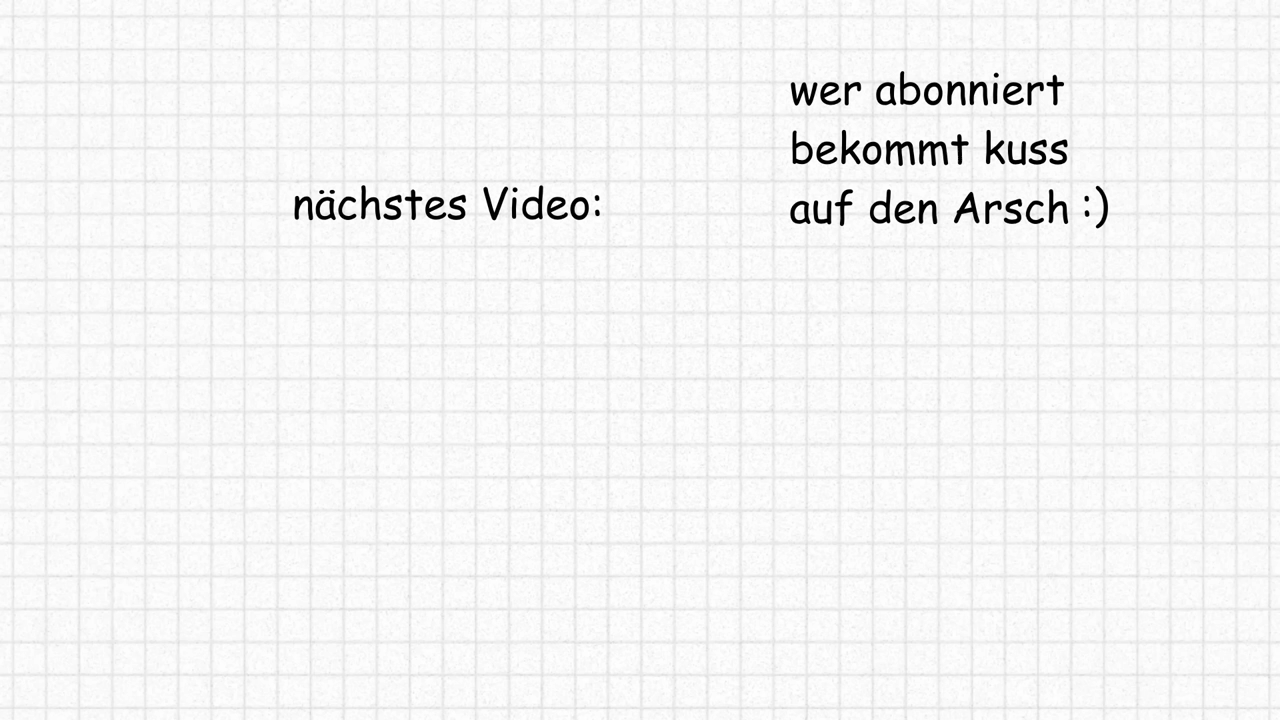 nächstes Video:
wer abonniert
bekommt kuss
auf den Arsch :)